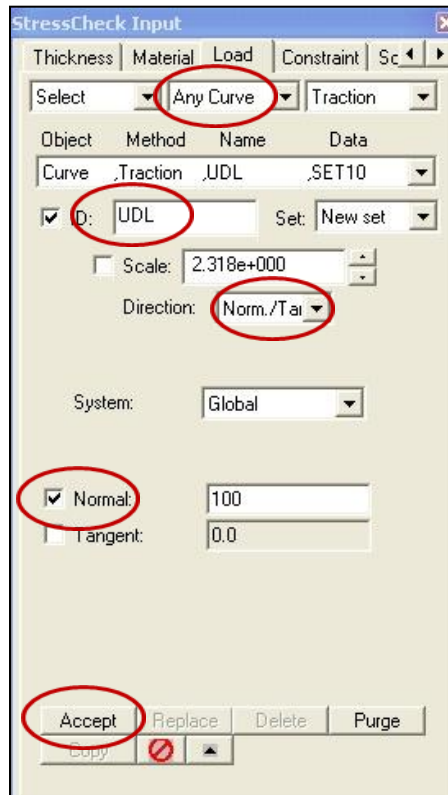 StressCheck Input
Thickness Material Load Constraint Sc
Select Any Curve Traction
Object Method Name Data
Curve ,Traction ,UDL ,SET10
ID: UDL Set: New set
Scale: 2.318e+000
Direction: Norm./Tar
System: Global
Normal: 100
Tangent: 0.0
Accept Replace Delete Purge
Copy